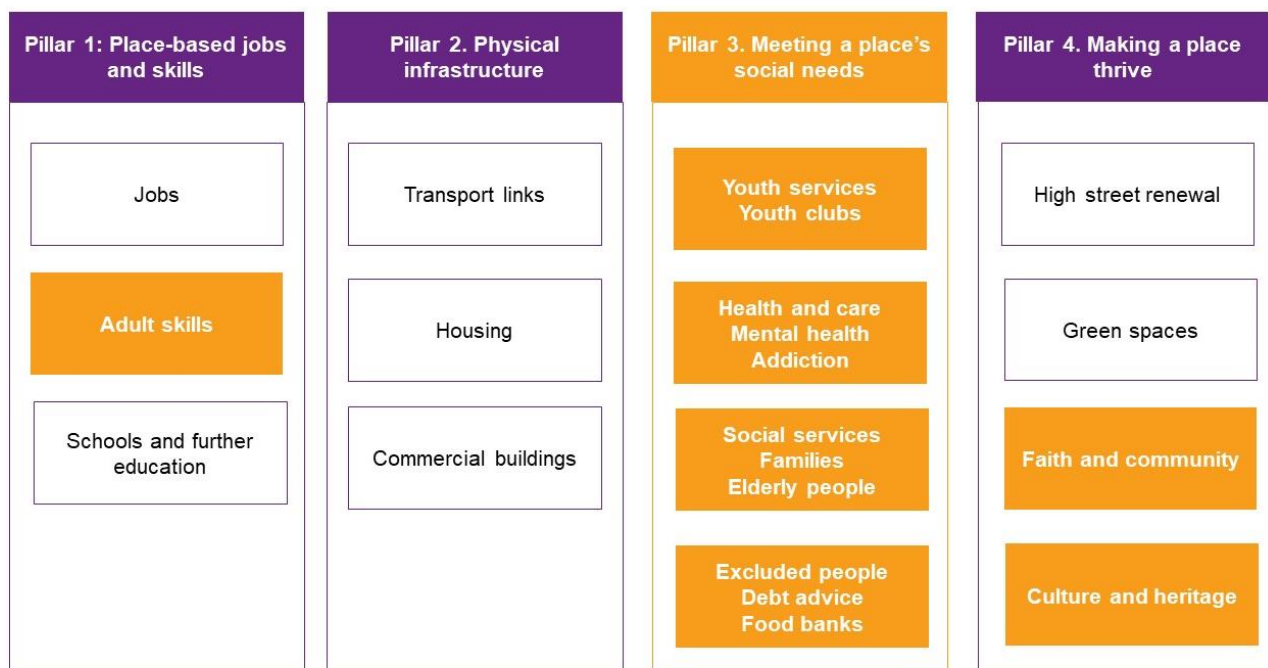 Pillar 1: Place-based jobs
and skills
Jobs
Adult skills
Schools and further
education
Pillar 2. Physical
infrastructure
Transport links
Housing
Commercial buildings
Pillar 3. Meeting a place's
social needs
Youth services
Youth clubs
Health and care
Mental health
Addiction
Social services
Families
Elderly people
Excluded people
Debt advice
Food banks
Pillar 4. Making a place
thrive
High street renewal
Green spaces
Faith and community
Culture and heritage